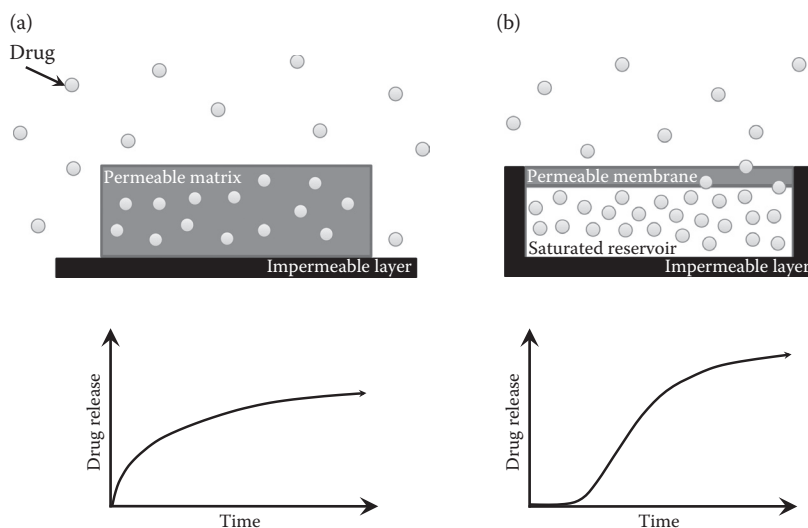 (a)
Drug
Permeable matrix
Impermeable layer
Drug release
Time
(b)
Permeable membrane
Saturated reservoir
Impermeable layer
Drug release
Time